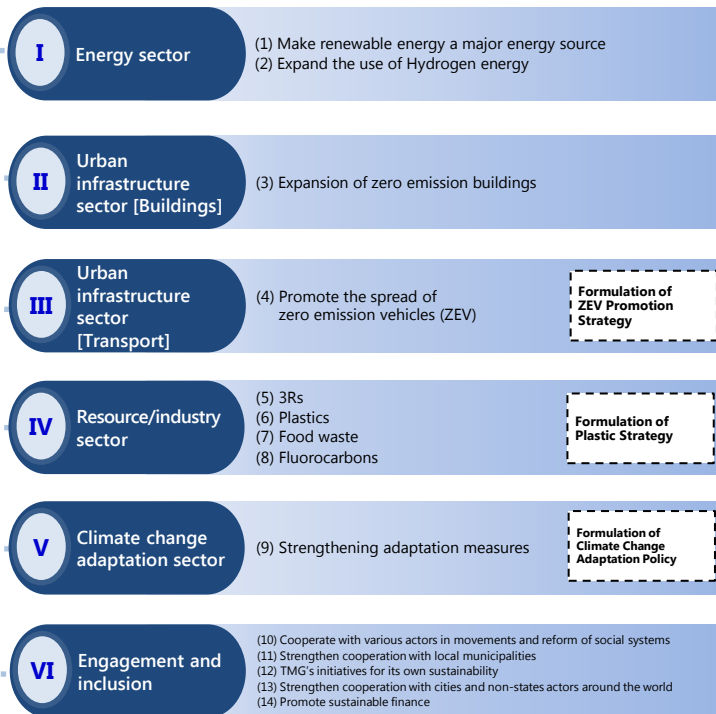 I
Energy sector
(1) Make renewable energy a major energy source
(2) Expand the use of Hydrogen energy
II
Urban
infrastructure
sector [Buildings]
(3) Expansion of zero emission buildings
III
Urban
infrastructure
sector
[Transport]
(4) Promote the spread of
zero emission vehicles (ZEV)
Formulation of
ZEV Promotion
Strategy
IV
Resource/industry
sector
(5) 3Rs
(6) Plastics
(7) Food waste
(8) Fluorocarbons
Formulation of
Plastic Strategy
V
Climate change
adaptation sector
(9) Strengthening adaptation measures
Formulation of
Climate Change
Adaptation Policy
VI
Engagement and
inclusion
(10) Cooperate with various actors in movements and reform of social systems
(11) Strengthen cooperation with local municipalities
(12) TMG's initiatives for its own sustainability
(13) Strengthen cooperation with cities and non-states actors around the world
(14) Promote sustainable finance